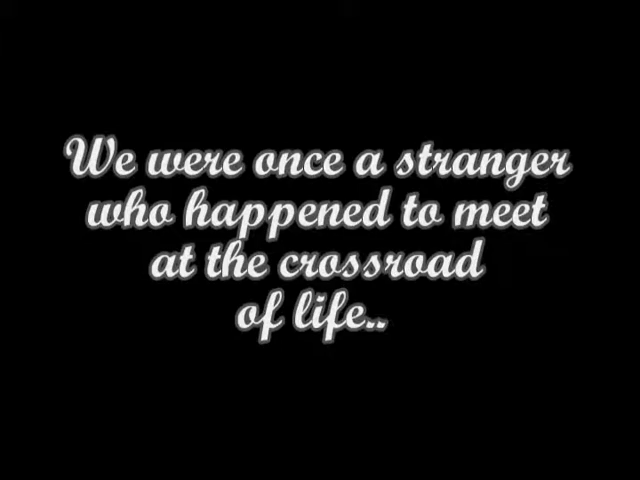 We were once a stranger
who happened to meet
at the crossroad
of life..